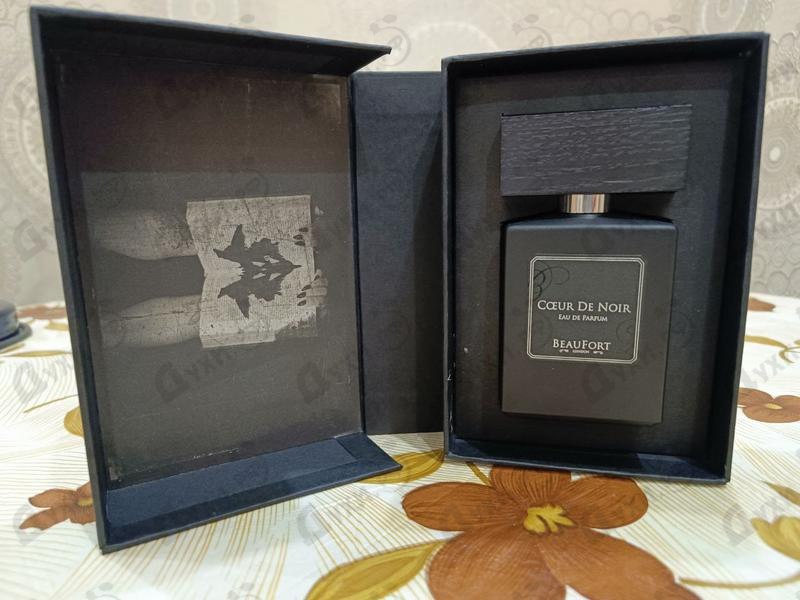 CŒUR DE NOIR
EAU DE PARFUM
BEAUFORT
LONDON